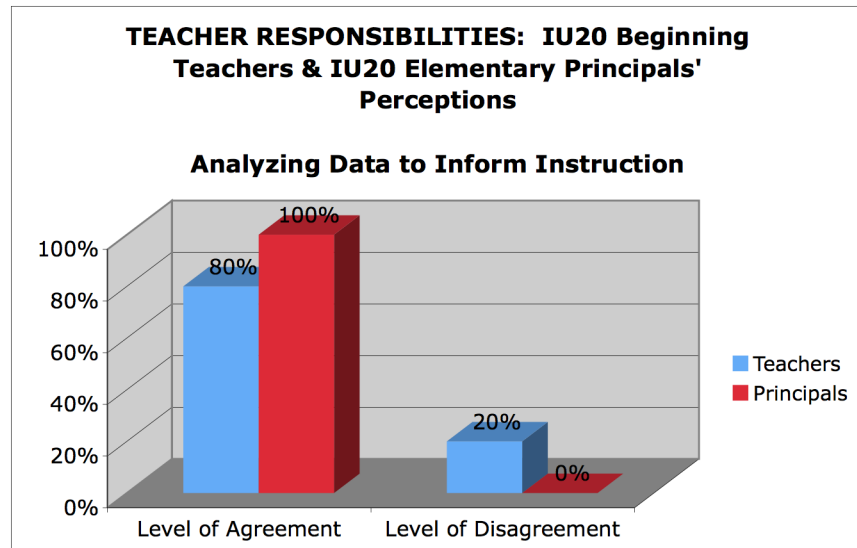 TEACHER RESPONSIBILITIES: IU20 Beginning
Teachers & IU20 Elementary Principals'
Perceptions
Analyzing Data to Inform Instruction
100%
80%
60%
40%
20%
0%
80%
100%
20%
0%
Level of Agreement
Level of Disagreement
Teachers
Principals